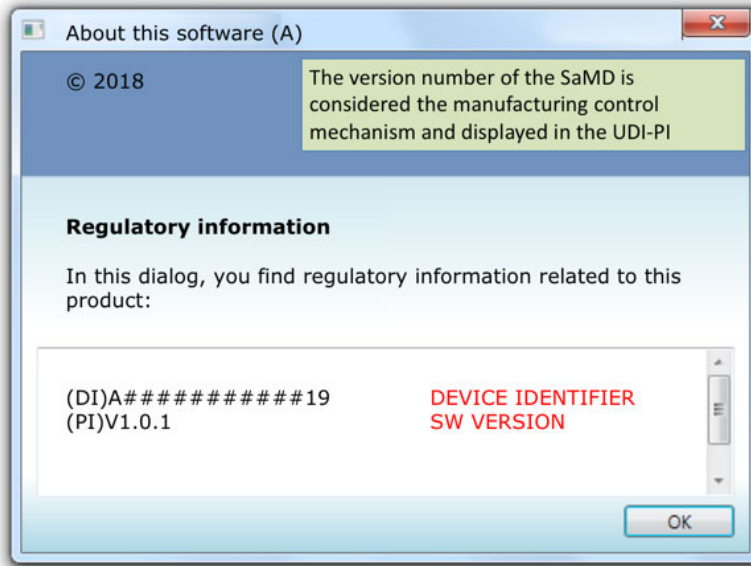 About this software (A)
© 2018
The version number of the SaMD is
considered the manufacturing control
mechanism and displayed in the UDI-PI
Regulatory information
In this dialog, you find regulatory information related to this
product:
(DI)A###########19 DEVICE IDENTIFIER
(PI)V1.0.1 SW VERSION
OK